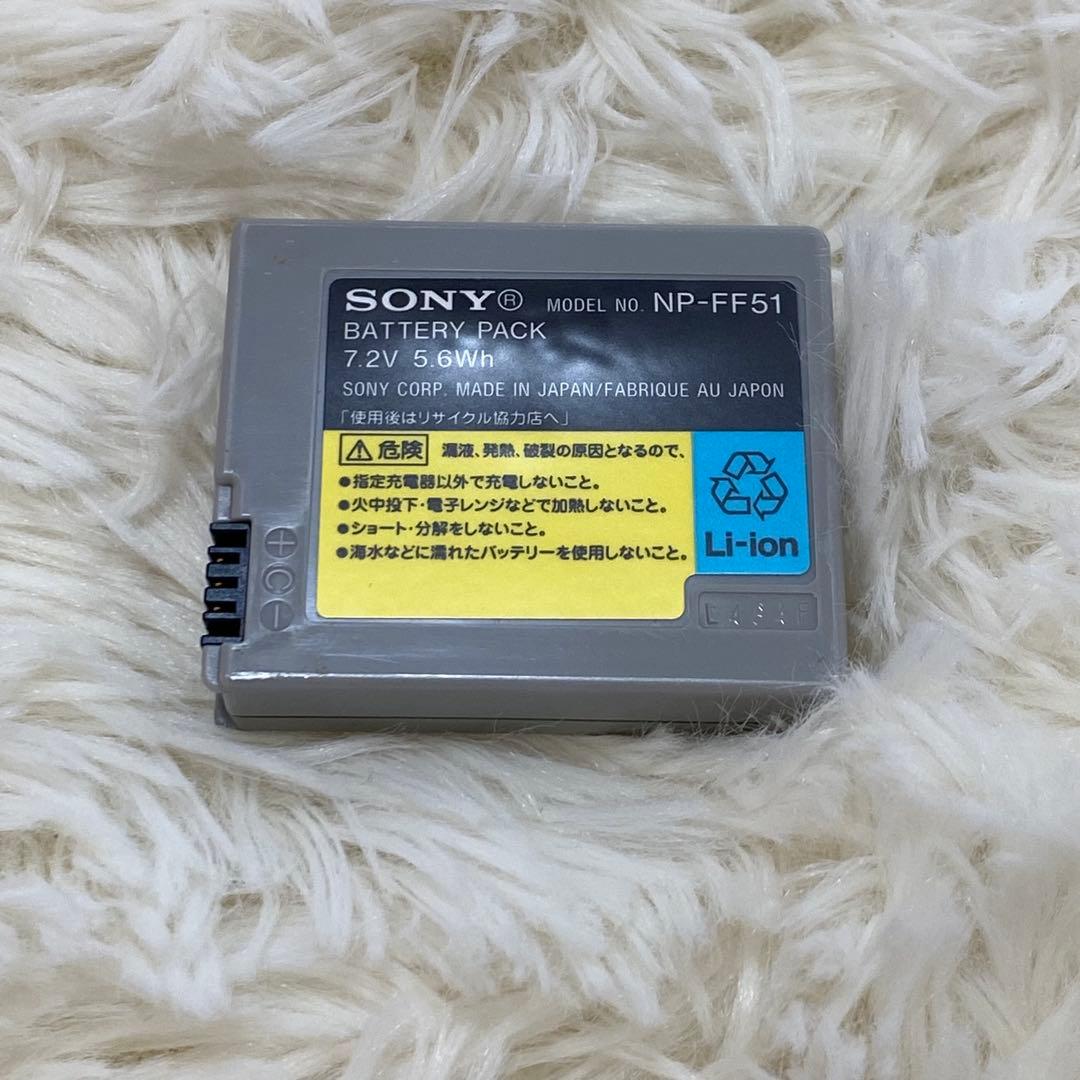 SONY® MODEL NO. NP-FF51
BATTERY PACK
7.2V 5.6Wh
SONY CORP. MADE IN JAPAN/FABRIQUE AU JAPON
「使用後はリサイクル協力店へ」
⚠危険 漏液、発熱、破裂の原因となるので、
●指定充電器以外で充電しないこと。
●火中投下・電子レンジなどで加熱しないこと。
●ショート・分解をしないこと。
●海水などに濡れたバッテリーを使用しないこと。
Li-ion
+
C
−